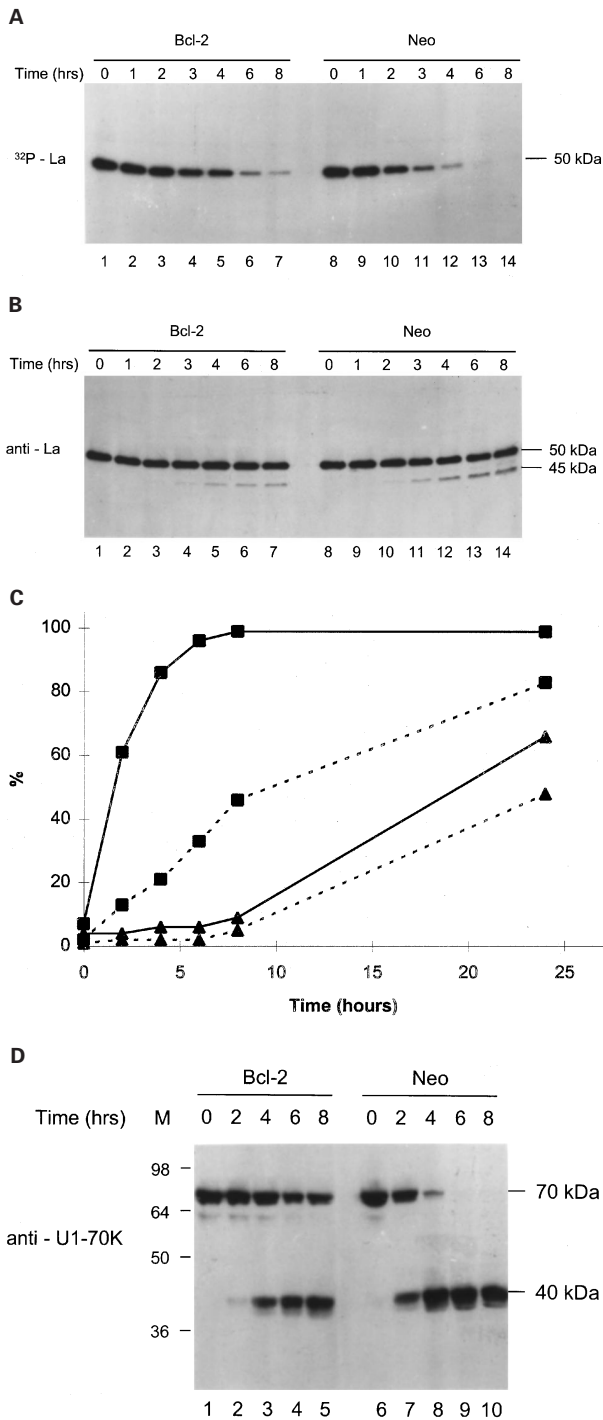 A
Bcl-2 Neo
Time (hrs) 0 1 2 3 4 6 8 0 1 2 3 4 6 8
³²P - La 50 kDa
1 2 3 4 5 6 7 8 9 10 11 12 13 14
B
Bcl-2 Neo
Time (hrs) 0 1 2 3 4 6 8 0 1 2 3 4 6 8
anti - La 50 kDa
45 kDa
1 2 3 4 5 6 7 8 9 10 11 12 13 14
C
100
80
60
%
40
20
0
0 5 10 15 20 25
Time (hours)
D
Bcl-2 Neo
Time (hrs) M 0 2 4 6 8 0 2 4 6 8
98
70 kDa
64
anti - U1-70K
50
40 kDa
36
1 2 3 4 5 6 7 8 9 10